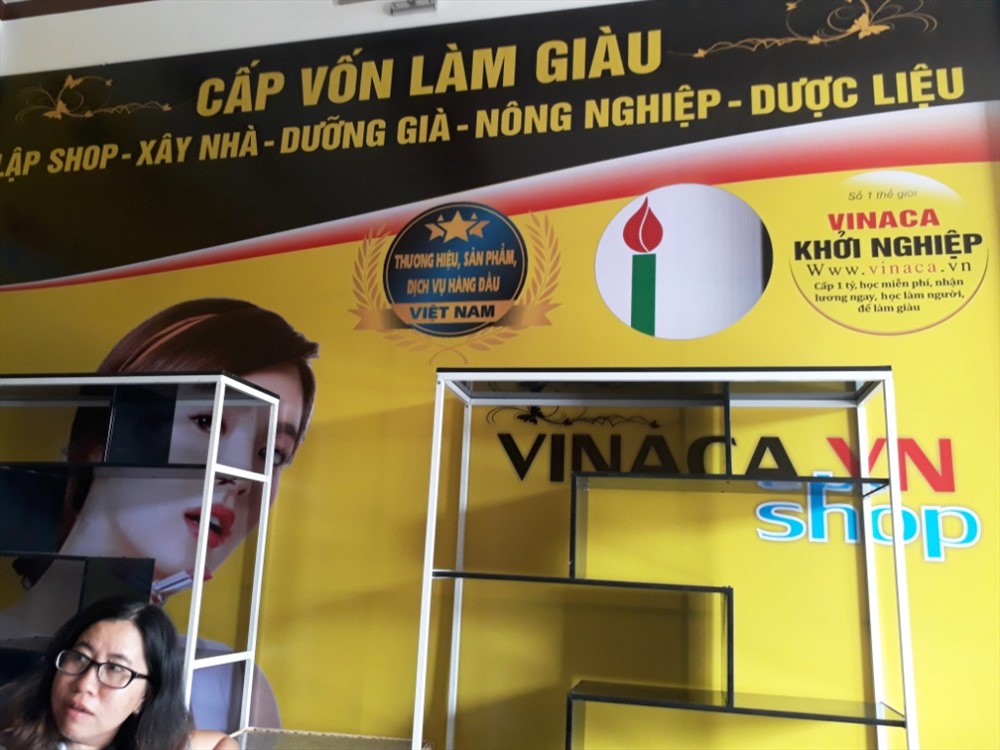 CẤP VỐN LÀM GIÀU
LẬP SHOP - XÂY NHÀ - DƯỠNG GIÀ - NÔNG NGHIỆP - DƯỢC LIỆU
THƯƠNG HIỆU, SẢN PHẨM,
DỊCH VỤ HÀNG ĐẦU
VIỆT NAM
Số 1 thế giới
VINACA
KHỞI NGHIỆP
Www.vinaca.vn
Cấp 1 tỷ, học miễn phí, nhận
lương ngay, học làm người,
để làm giàu
VINACA.VN
shop